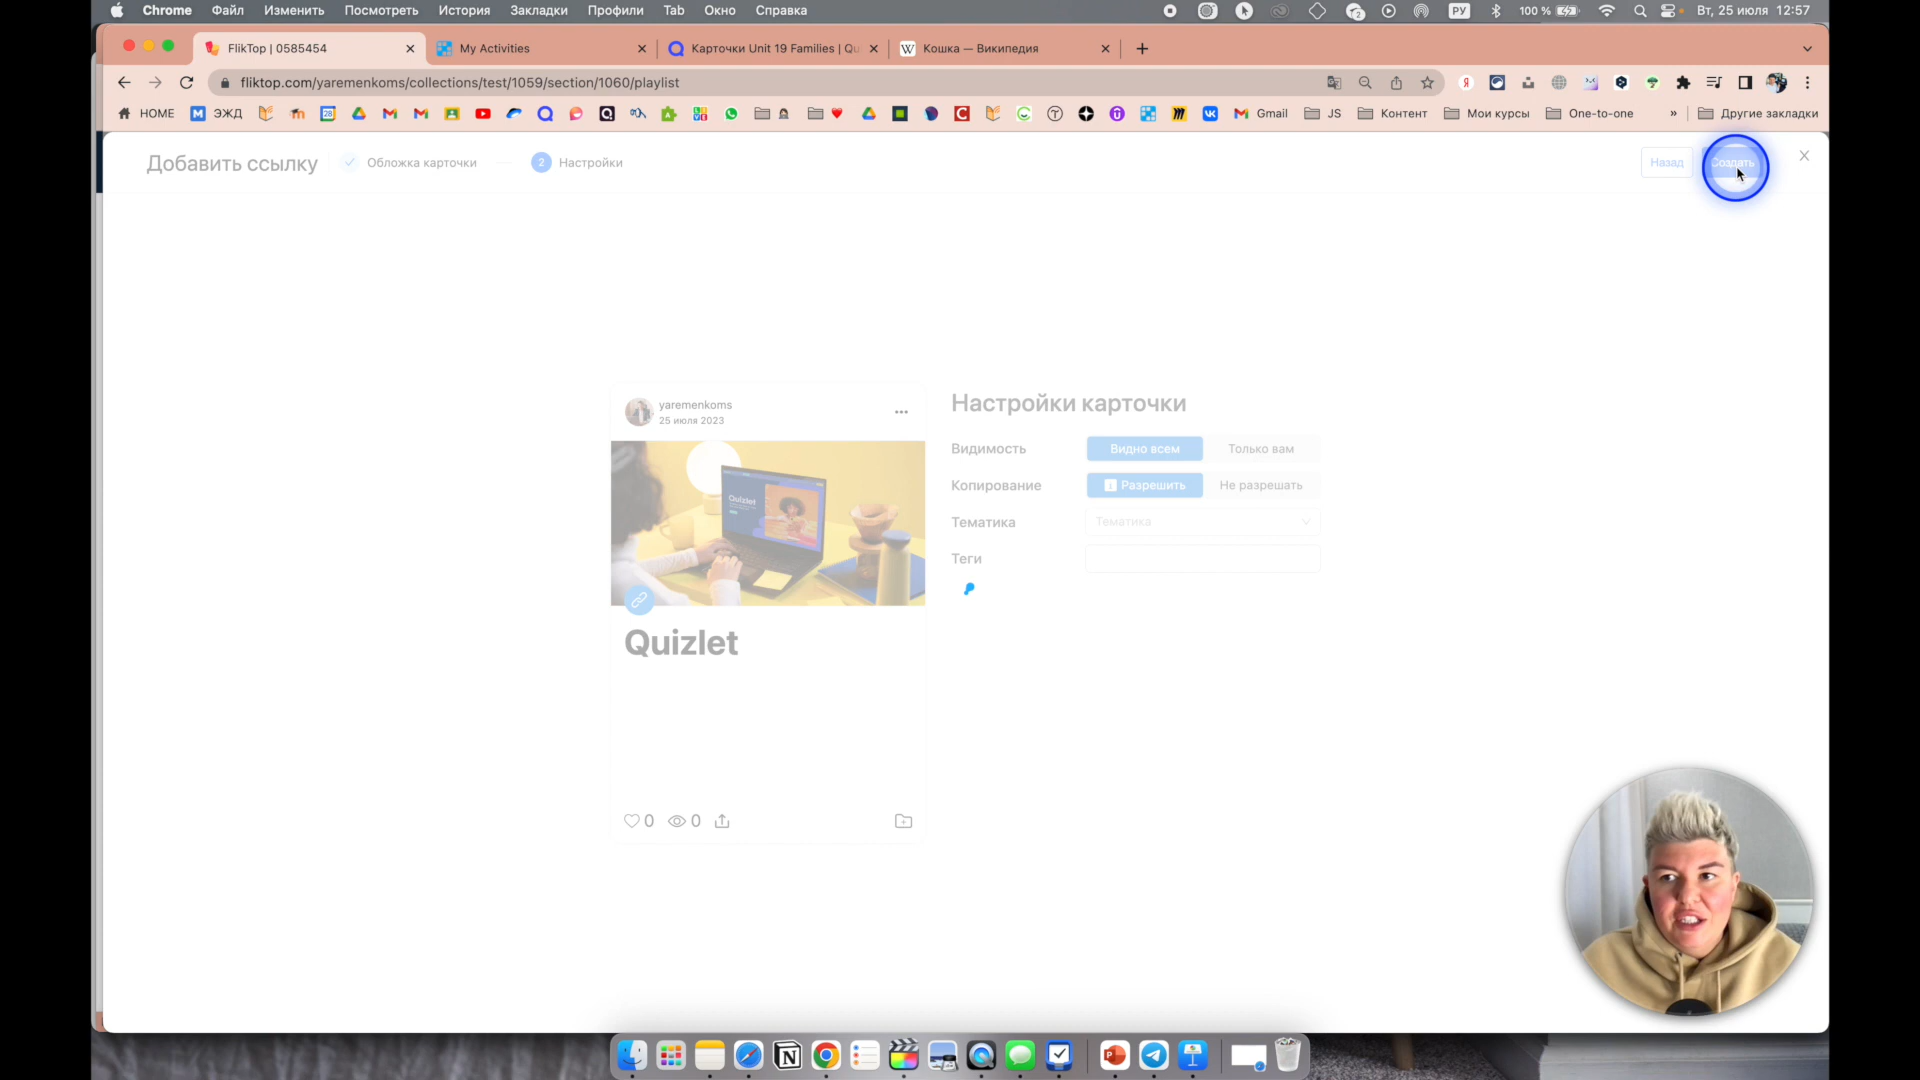 Chrome Файл Изменить Посмотреть История Закладки Профили Tab Окно Справка РУ 100 % Вт, 25 июля 12:57
FlikTop | 0585454 My Activities Карточки Unit 19 Families | Qu Кошка — Википедия
fliktop.com/yaremenkoms/collections/test/1059/section/1060/playlist
HOME ЭЖД Gmail JS Контент Мои курсы One-to-one » Другие закладки
Добавить ссылку Обложка карточки 2 Настройки Назад Создать
yaremenkoms
25 июля 2023
Настройки карточки
Видимость Видно всем Только вам
Копирование Разрешить Не разрешать
Тематика Тематика
Теги
Quizlet
Quizlet
0 0